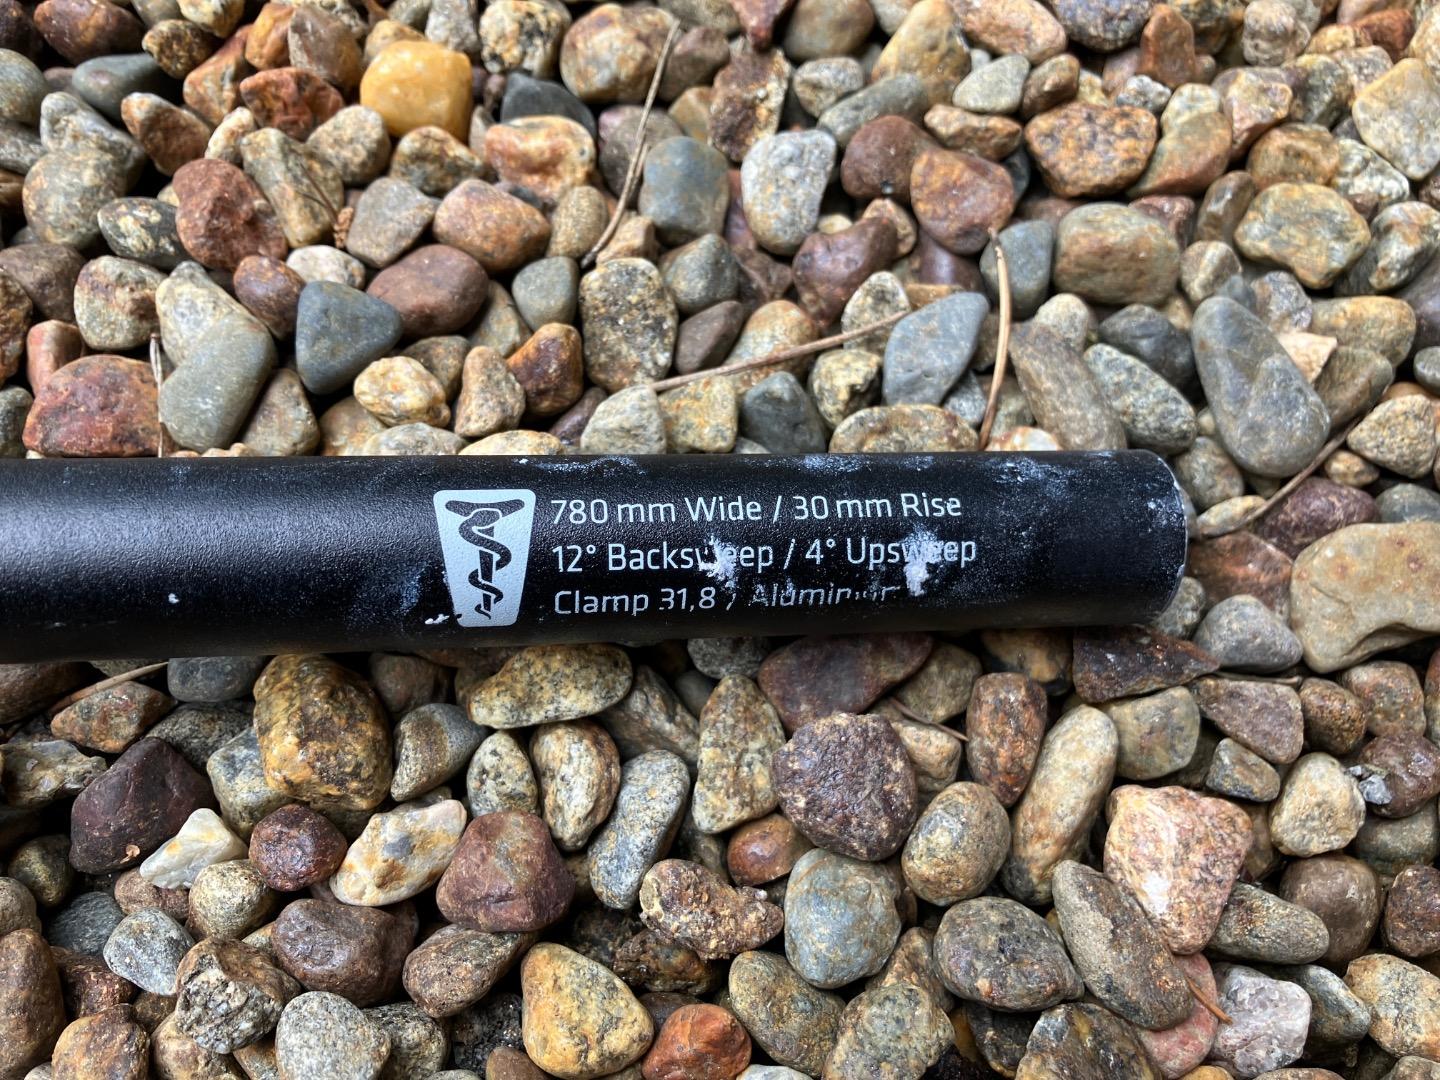 780 mm Wide / 30 mm Rise
12° Backsweep / 4° Upsweep
Clamp 31,8 /